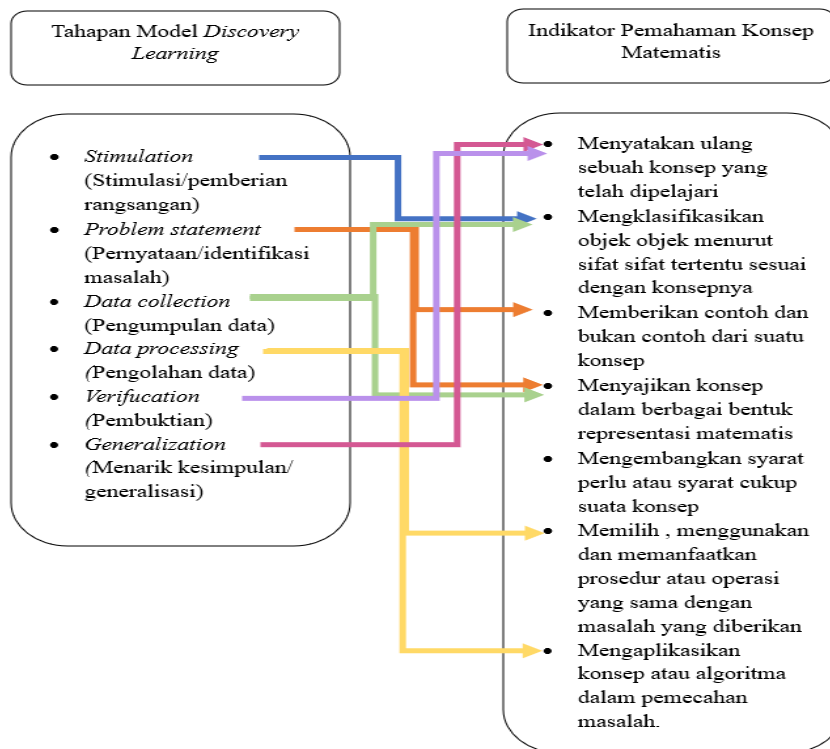 Tahapan Model Discovery
Learning
Indikator Pemahaman Konsep
Matematis
• Stimulation
(Stimulasi/pemberian
rangsangan)
• Problem statement
(Pernyataan/identifikasi
masalah)
• Data collection
(Pengumpulan data)
• Data processing
(Pengolahan data)
• Verifucation
(Pembuktian)
• Generalization
(Menarik kesimpulan/
generalisasi)
• Menyatakan ulang
sebuah konsep yang
telah dipelajari
• Mengklasifikasikan
objek objek menurut
sifat sifat tertentu sesuai
dengan konsepnya
• Memberikan contoh dan
bukan contoh dari suatu
konsep
• Menyajikan konsep
dalam berbagai bentuk
representasi matematis
• Mengembangkan syarat
perlu atau syarat cukup
suata konsep
• Memilih , menggunakan
dan memanfaatkan
prosedur atau operasi
yang sama dengan
masalah yang diberikan
• Mengaplikasikan
konsep atau algoritma
dalam pemecahan
masalah.